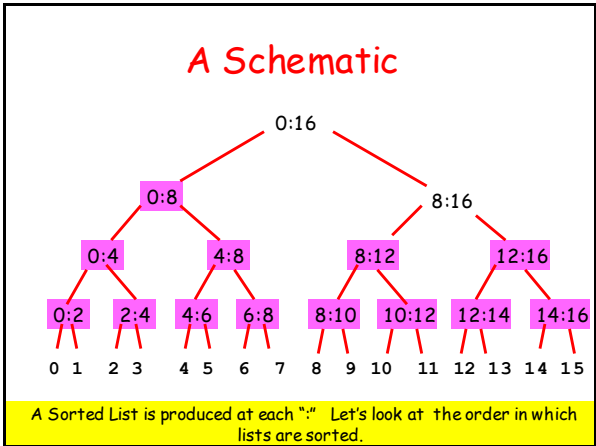 A Schematic
0:16
0:8 8:16
0:4 4:8 8:12 12:16
0:2 2:4 4:6 6:8 8:10 10:12 12:14 14:16
0 1 2 3 4 5 6 7 8 9 10 11 12 13 14 15
A Sorted List is produced at each “:” Let’s look at the order in which
lists are sorted.